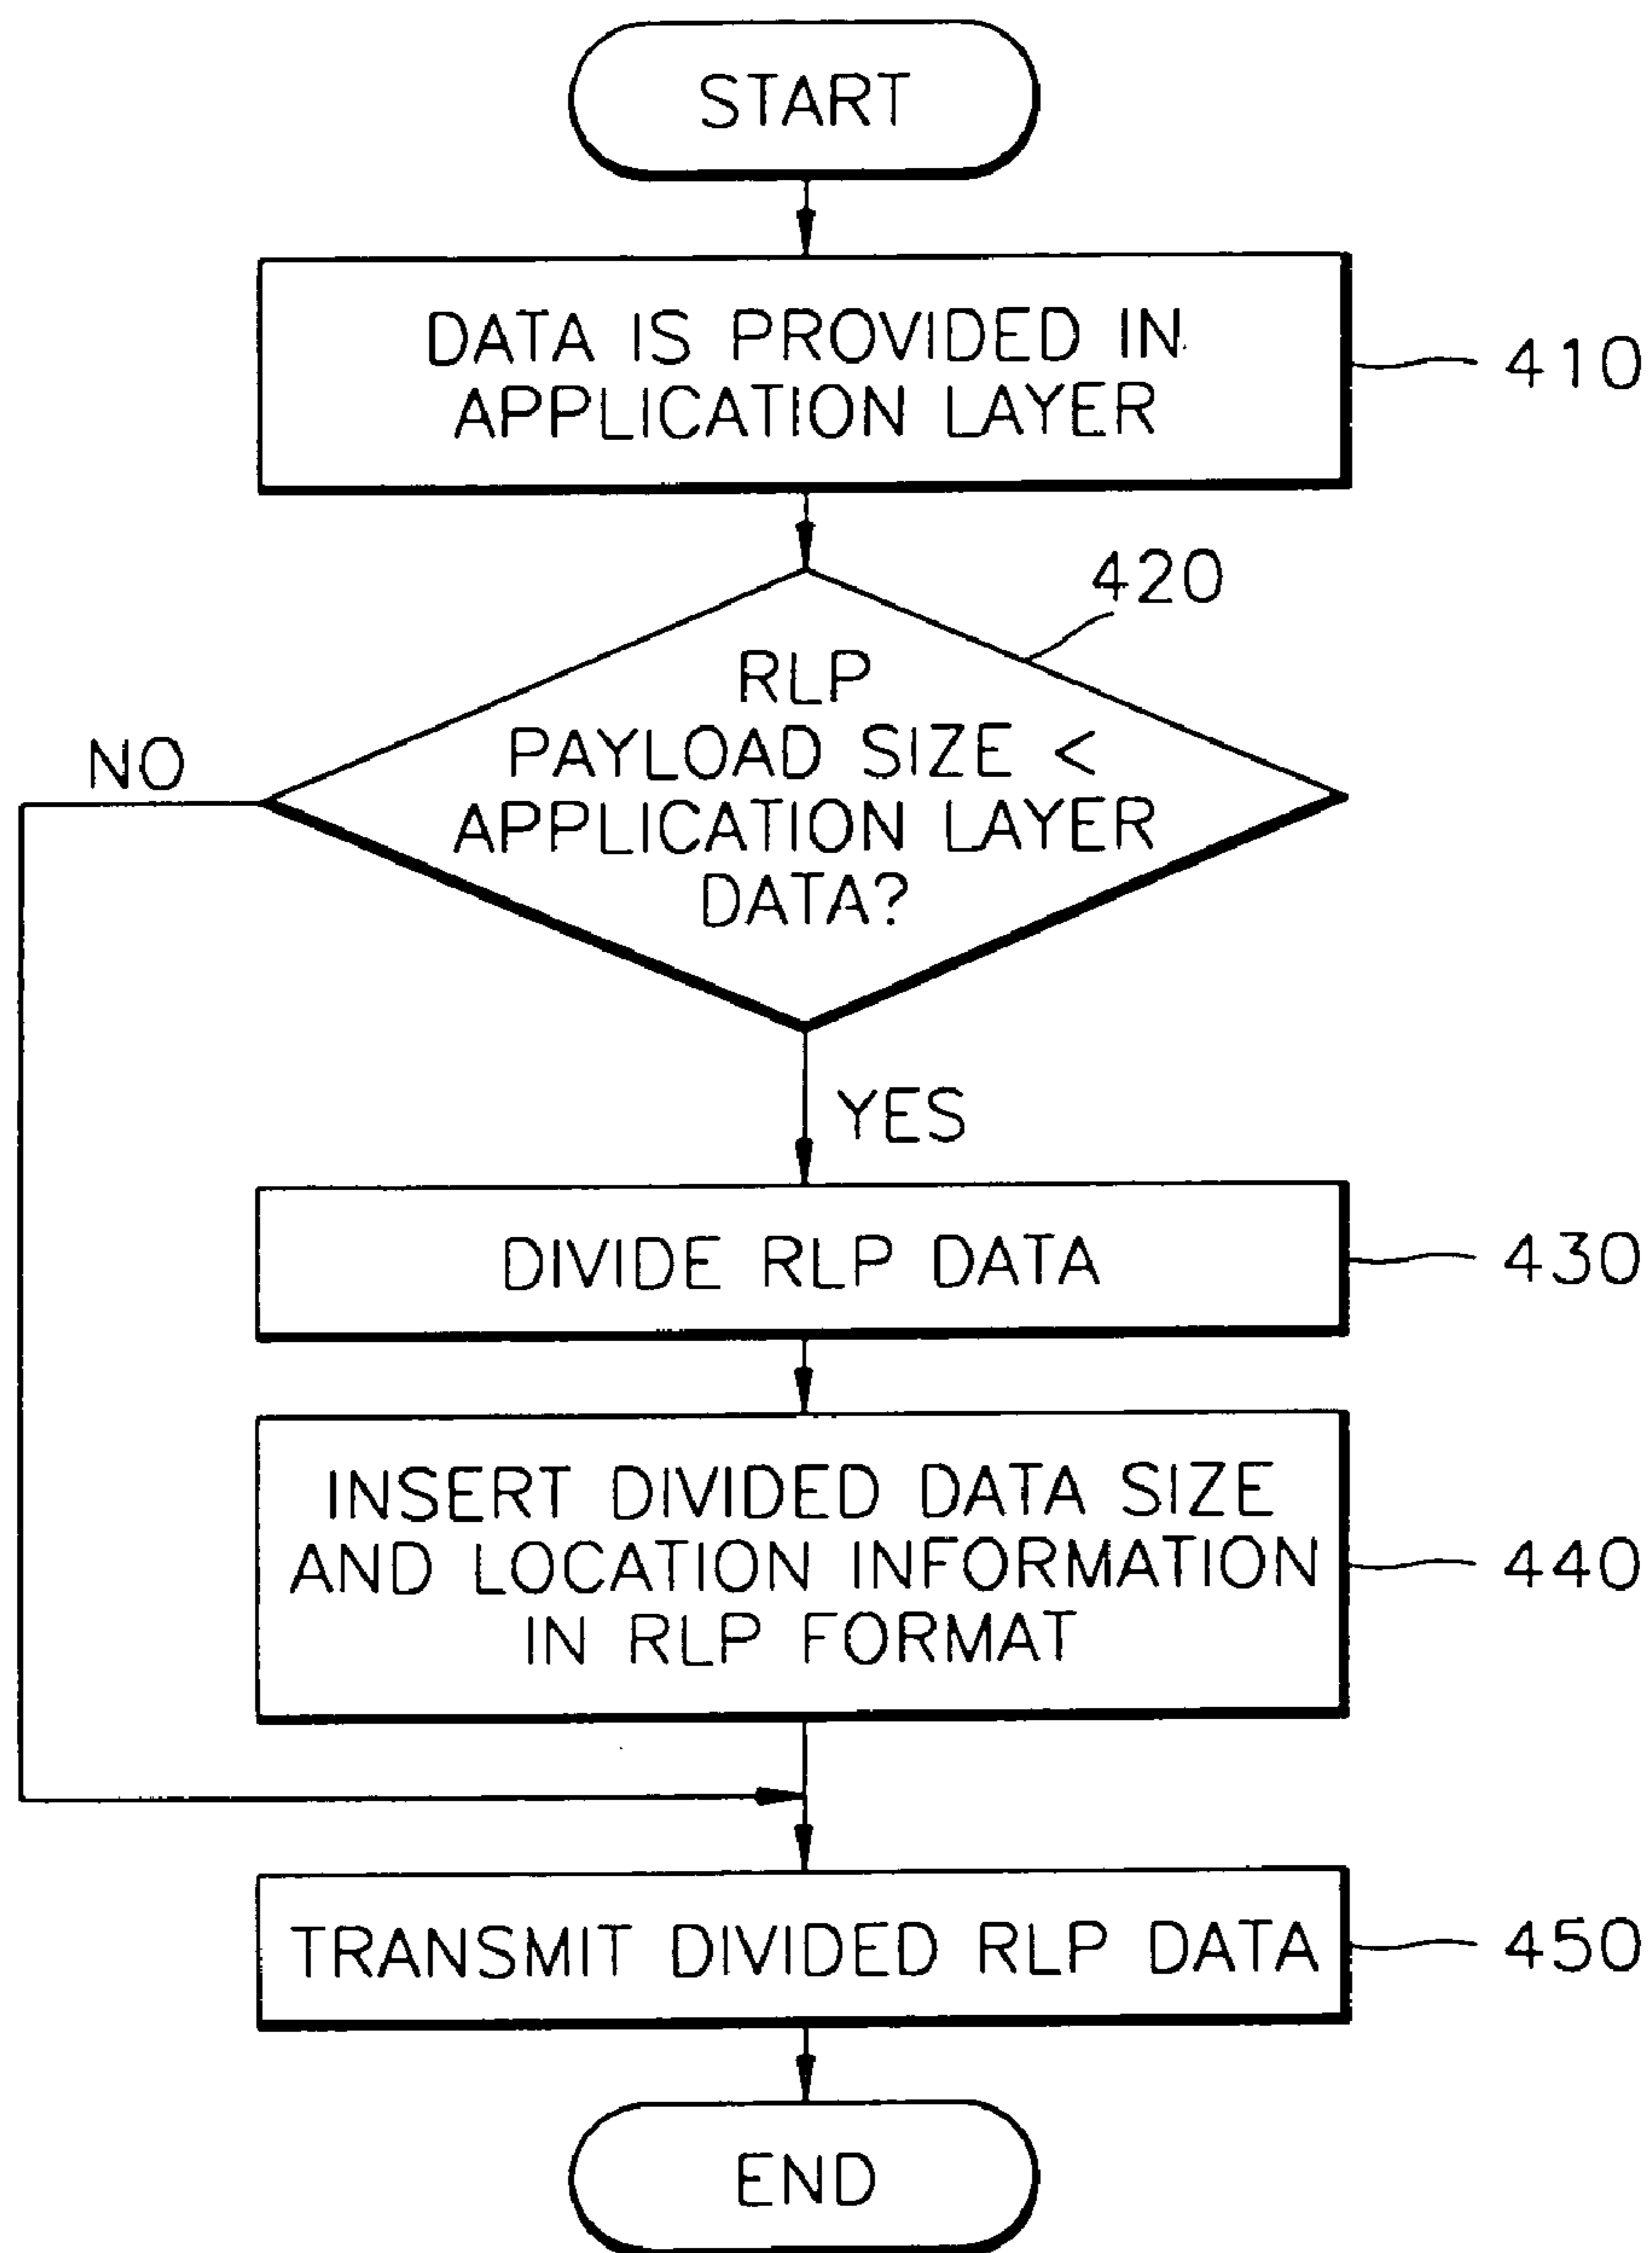 START
DATA IS PROVIDED IN
APPLICATION LAYER
410
420
RLP
PAYLOAD SIZE <
APPLICATION LAYER
DATA?
NO
YES
DIVIDE RLP DATA
430
INSERT DIVIDED DATA SIZE
AND LOCATION INFORMATION
IN RLP FORMAT
440
TRANSMIT DIVIDED RLP DATA
450
END